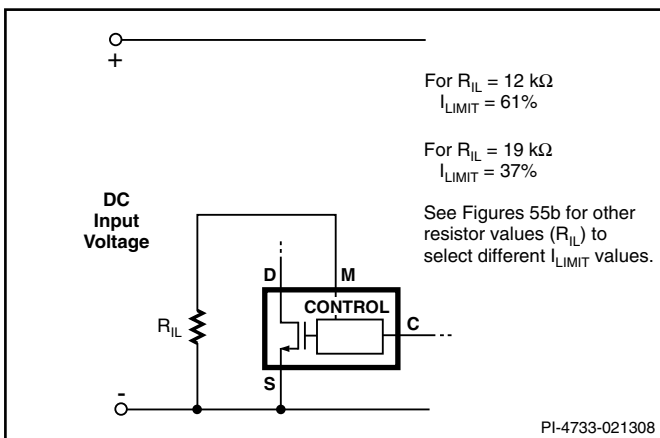 +
For R_IL = 12 kΩ
I_LIMIT = 61%
For R_IL = 19 kΩ
I_LIMIT = 37%
See Figures 55b for other
resistor values (R_IL) to
select different I_LIMIT values.
DC
Input
Voltage
D
M
CONTROL
C
R_IL
S
-
PI-4733-021308